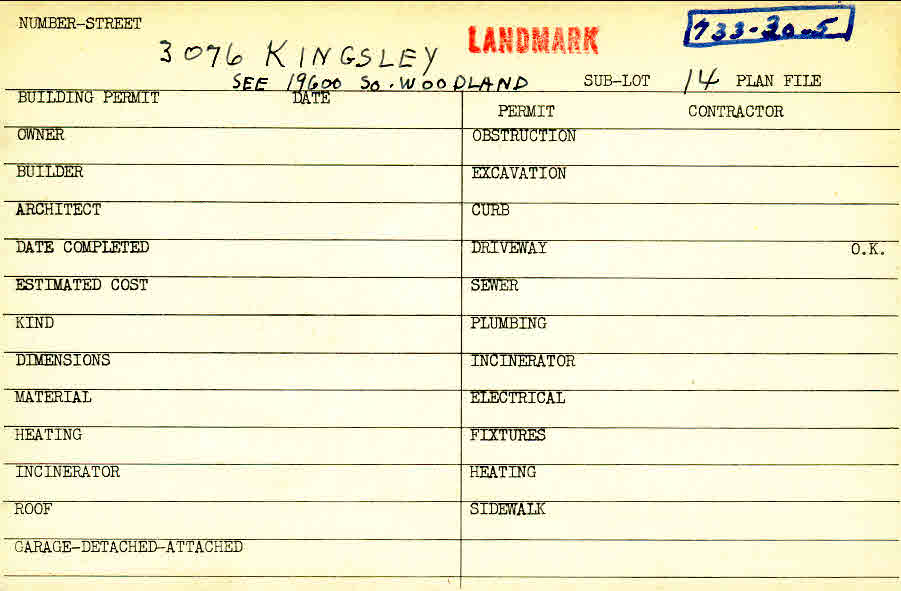 NUMBER-STREET
3076 KINGSLEY LANDMARK 733-30-5
SEE 19600 So. WOODLAND SUB-LOT 14 PLAN FILE
BUILDING PERMIT DATE
PERMIT CONTRACTOR
OWNER OBSTRUCTION
BUILDER EXCAVATION
ARCHITECT CURB
DATE COMPLETED DRIVEWAY O.K.
ESTIMATED COST SEWER
KIND PLUMBING
DIMENSIONS INCINERATOR
MATERIAL ELECTRICAL
HEATING FIXTURES
INCINERATOR HEATING
ROOF SIDEWALK
GARAGE-DETACHED-ATTACHED